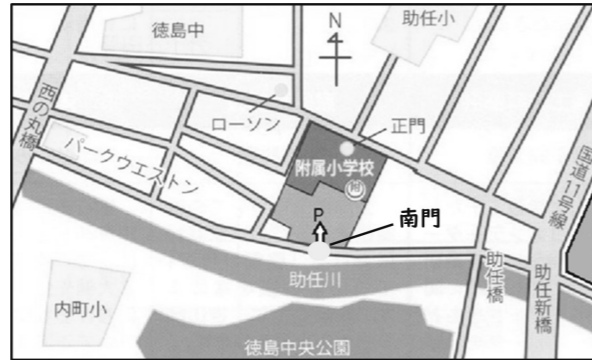 徳島中
N
助任小
西の丸橋
ローソン
正門
パークウエストン
附属小学校
樹
国道11号線
P
南門
助任川
助任橋
助任新橋
内町小
徳島中央公園